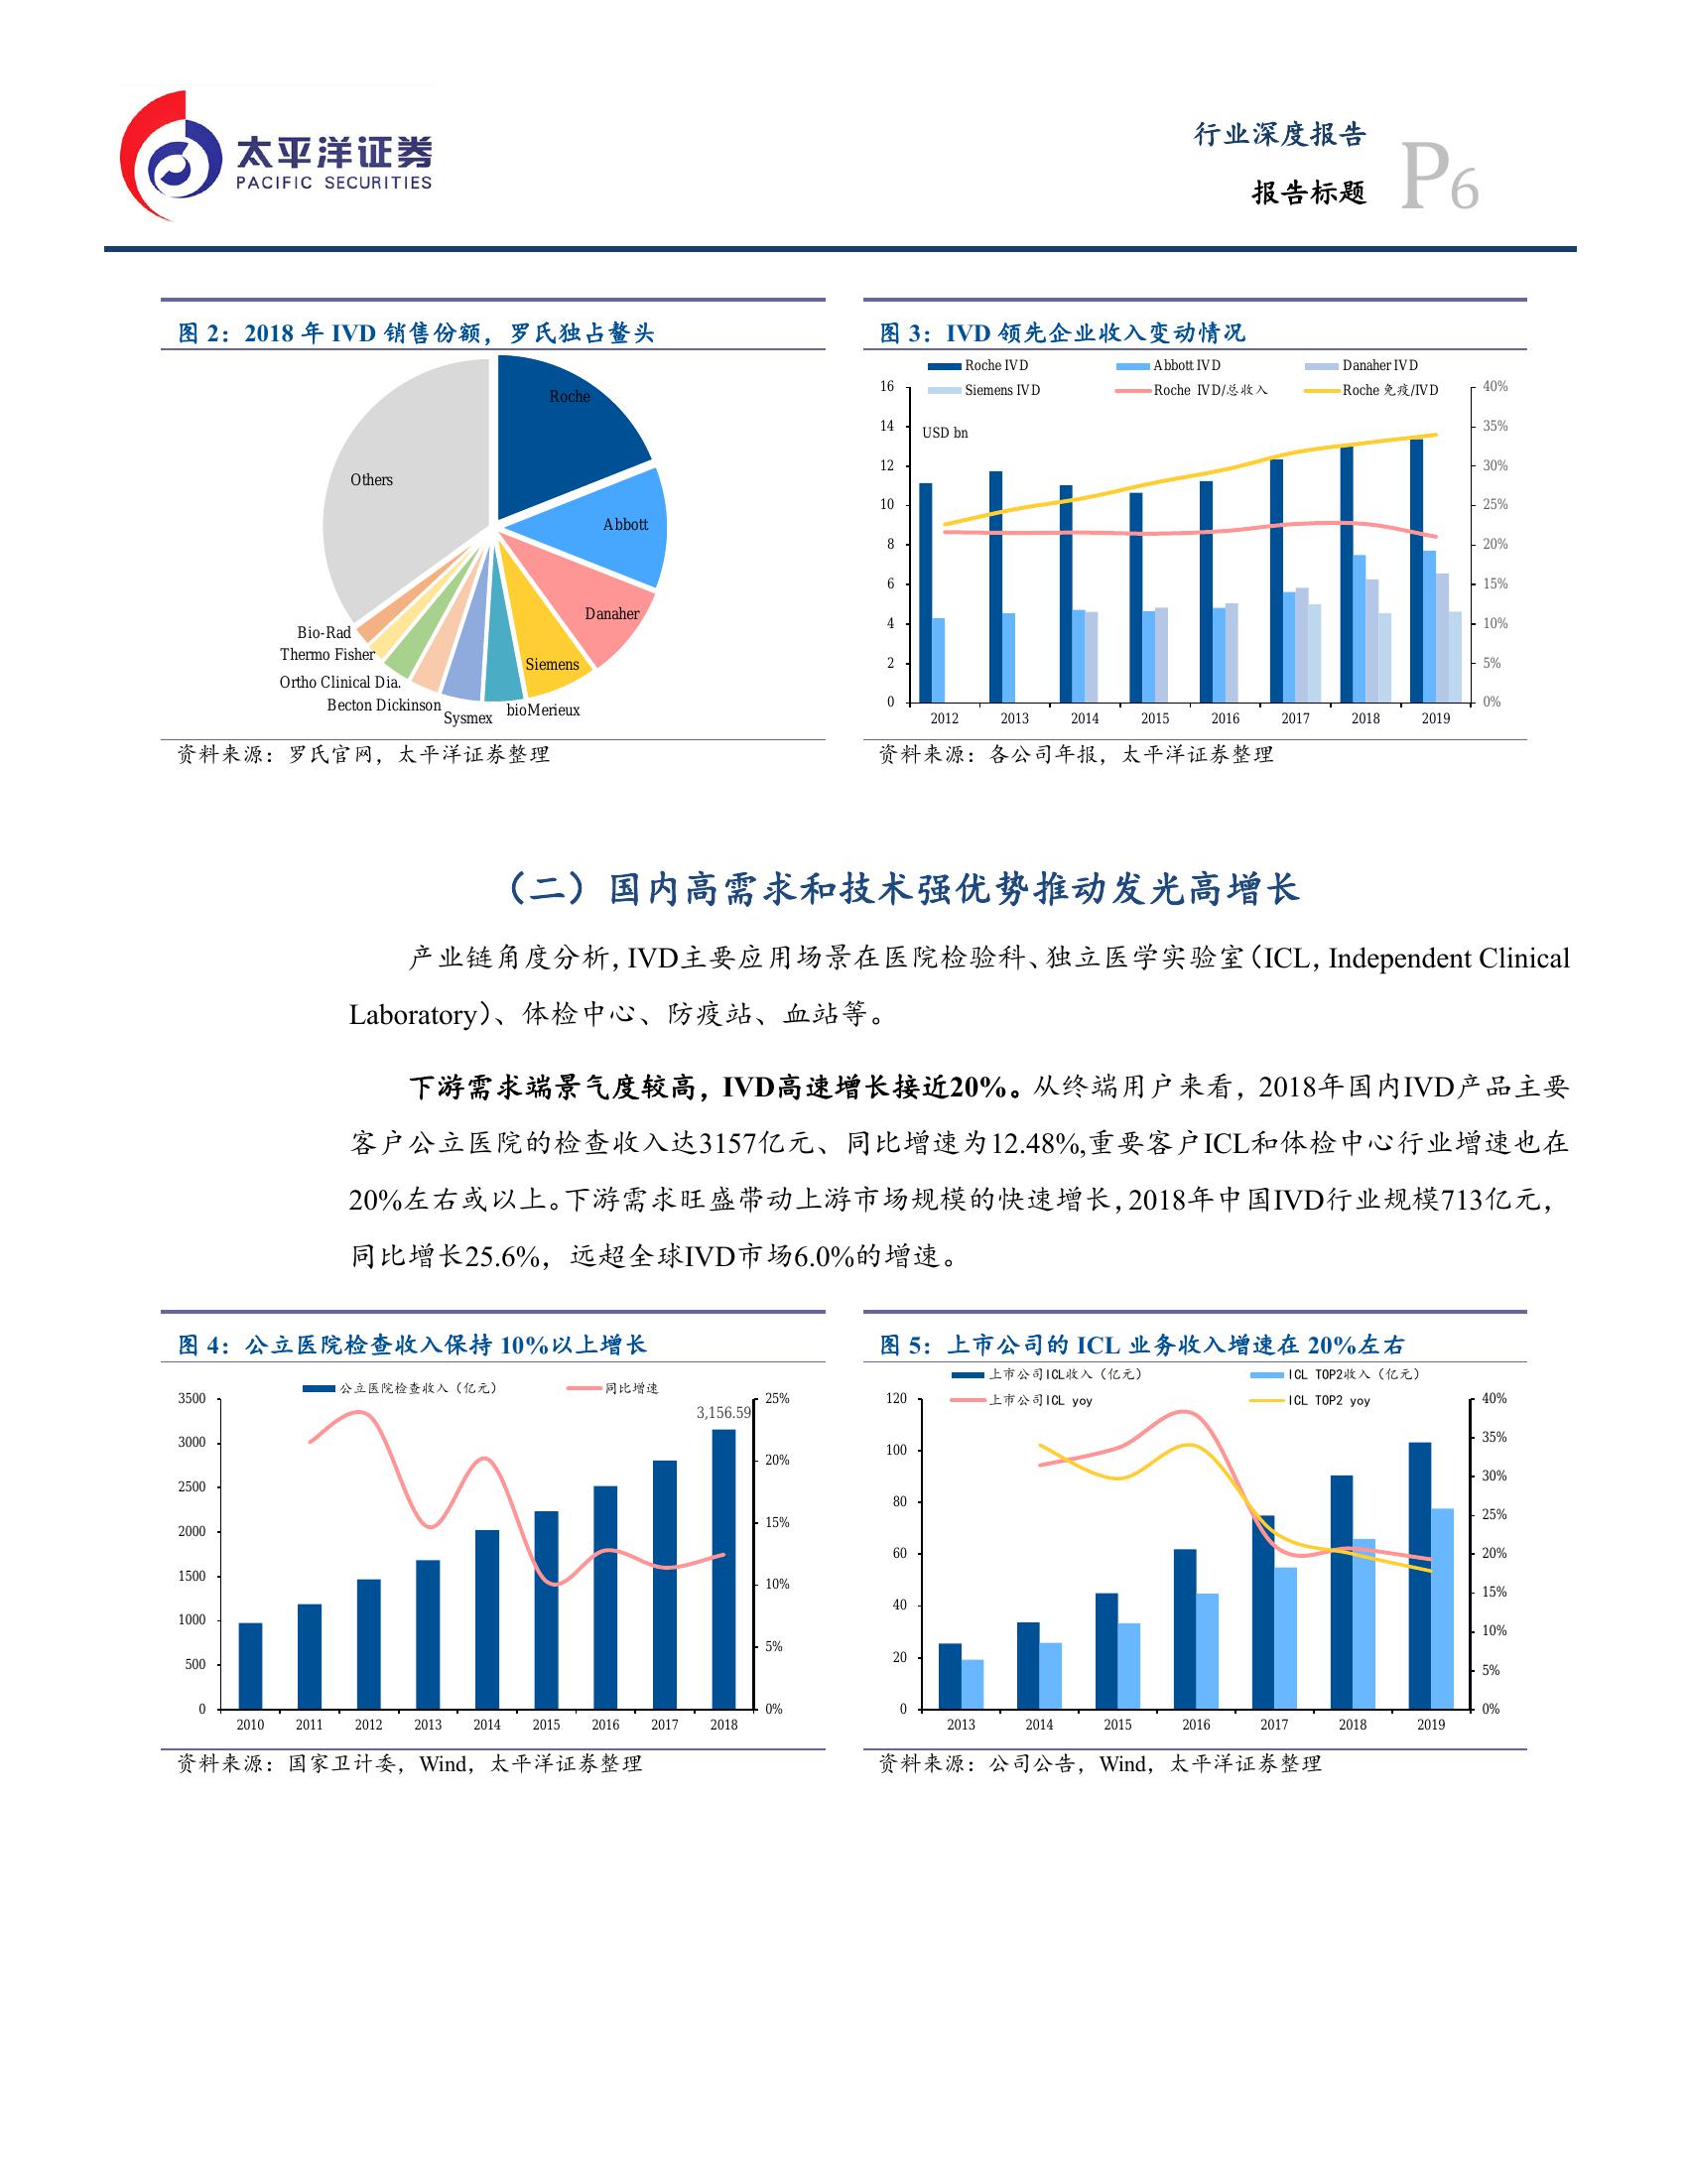 太平洋证券
PACIFIC SECURITIES
行业深度报告
报告标题
P6
图 2：2018 年 IVD 销售份额，罗氏独占鳌头
Roche
Others
Abbott
Danaher
Siemens
Bio-Rad
Thermo Fisher
Ortho Clinical Dia.
Becton Dickinson
Sysmex
bioMerieux
资料来源：罗氏官网，太平洋证券整理
图 3：IVD 领先企业收入变动情况
Roche IVD Abbott IVD Danaher IVD
Siemens IVD Roche IVD/总收入 Roche 免疫/IVD
USD bn
16 40%
14 35%
12 30%
10 25%
8 20%
6 15%
4 10%
2 5%
0 0%
2012 2013 2014 2015 2016 2017 2018 2019
资料来源：各公司年报，太平洋证券整理
（二）国内高需求和技术强优势推动发光高增长
产业链角度分析，IVD主要应用场景在医院检验科、独立医学实验室（ICL，Independent Clinical
Laboratory）、体检中心、防疫站、血站等。
下游需求端景气度较高，IVD高速增长接近20%。从终端用户来看，2018年国内IVD产品主要
客户公立医院的检查收入达3157亿元、同比增速为12.48%,重要客户ICL和体检中心行业增速也在
20%左右或以上。下游需求旺盛带动上游市场规模的快速增长，2018年中国IVD行业规模713亿元，
同比增长25.6%，远超全球IVD市场6.0%的增速。
图 4：公立医院检查收入保持 10%以上增长
公立医院检查收入（亿元） 同比增速
3500 25%
3,156.59
3000
20%
2500
2000
15%
1500
10%
1000
5%
500
0 0%
2010 2011 2012 2013 2014 2015 2016 2017 2018
资料来源：国家卫计委，Wind，太平洋证券整理
图 5：上市公司的 ICL 业务收入增速在 20%左右
上市公司ICL收入（亿元） ICL TOP2收入（亿元）
上市公司ICL yoy ICL TOP2 yoy
120 40%
35%
100
30%
80
25%
60 20%
15%
40
10%
20
5%
0 0%
2013 2014 2015 2016 2017 2018 2019
资料来源：公司公告，Wind，太平洋证券整理